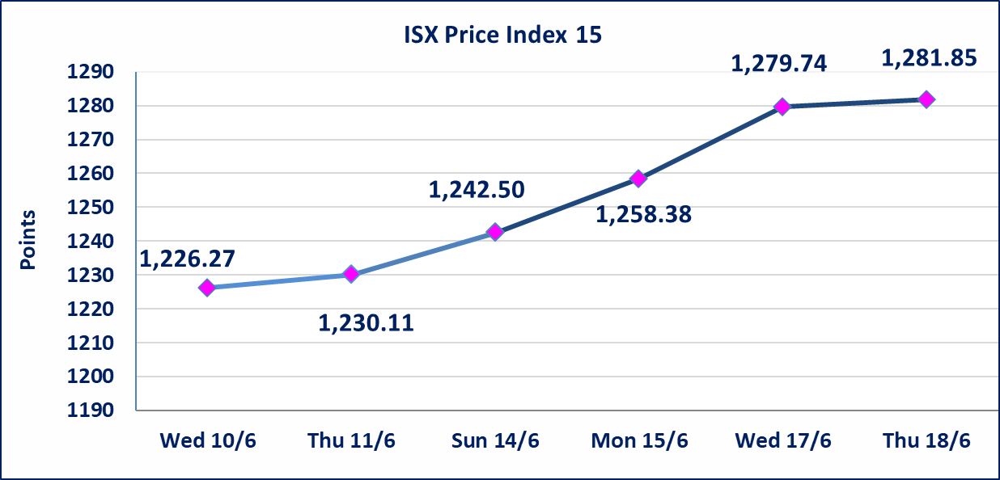 ISX Price Index 15
1290
1280
1270
1260
1250
1240
1230
1220
1210
1200
1190
Points
1,226.27
1,230.11
1,242.50
1,258.38
1,279.74
1,281.85
Wed 10/6
Thu 11/6
Sun 14/6
Mon 15/6
Wed 17/6
Thu 18/6